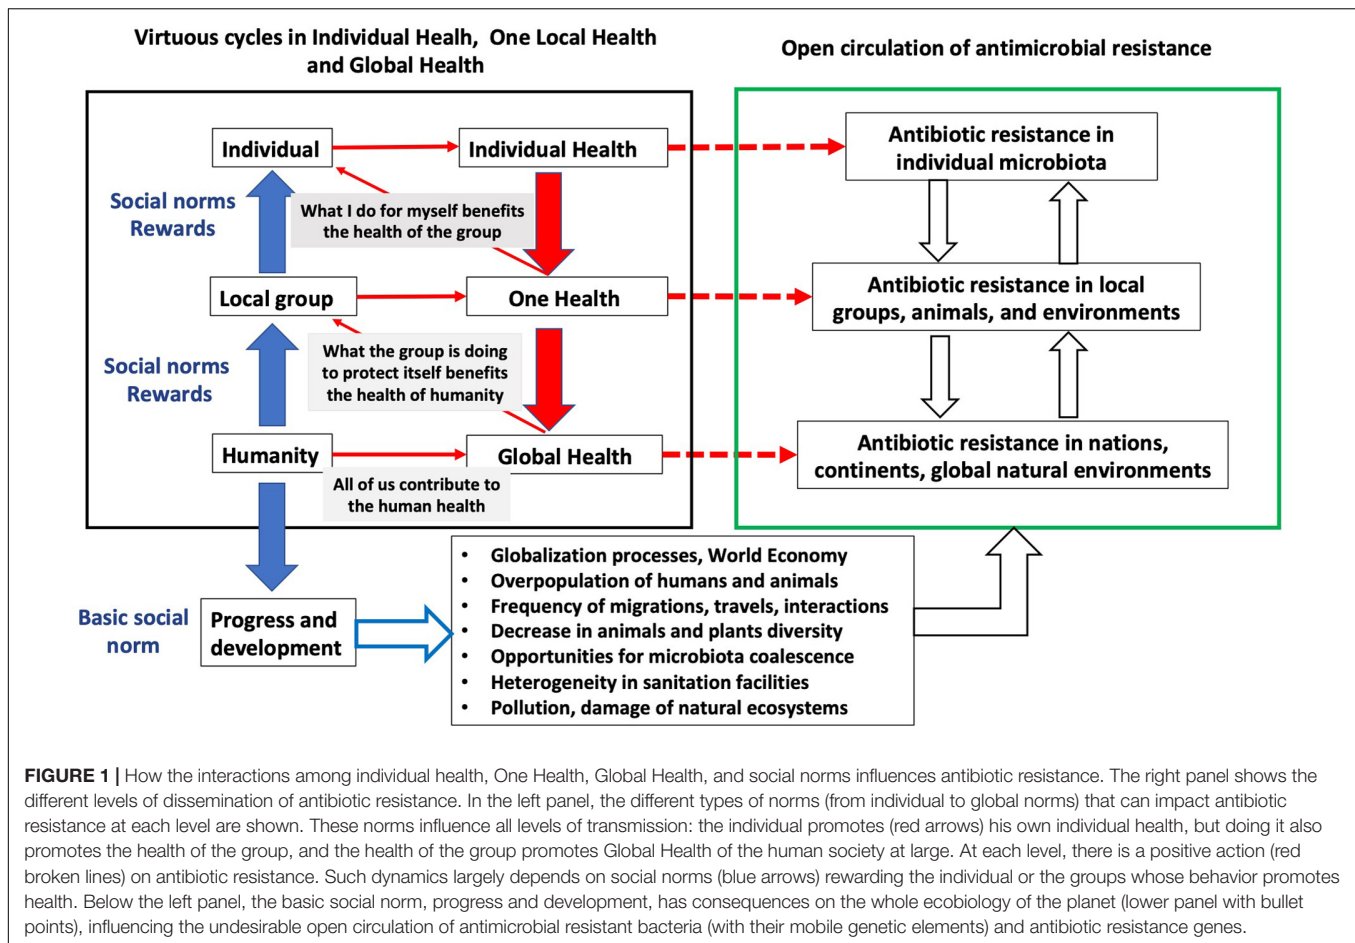 Virtuous cycles in Individual Healh,  One Local Health
and Global Health
Open circulation of antimicrobial resistance
Individual
Individual Health
Antibiotic resistance in
individual microbiota
Social norms
Rewards
What I do for myself benefits
the health of the group
Local group
One Health
Antibiotic resistance in local
groups, animals, and environments
Social norms
Rewards
What the group is doing
to protect itself benefits
the health of humanity
Humanity
Global Health
Antibiotic resistance in nations,
continents, global natural environments
All of us contribute to
the human health
Basic social
norm
Progress and
development
• Globalization processes, World Economy
• Overpopulation of humans and animals
• Frequency of migrations, travels, interactions
• Decrease in animals and plants diversity
• Opportunities for microbiota coalescence
• Heterogeneity in sanitation facilities
• Pollution, damage of natural ecosystems
FIGURE 1 | How the interactions among individual health, One Health, Global Health, and social norms influences antibiotic resistance. The right panel shows the
different levels of dissemination of antibiotic resistance. In the left panel, the different types of norms (from individual to global norms) that can impact antibiotic
resistance at each level are shown. These norms influence all levels of transmission: the individual promotes (red arrows) his own individual health, but doing it also
promotes the health of the group, and the health of the group promotes Global Health of the human society at large. At each level, there is a positive action (red
broken lines) on antibiotic resistance. Such dynamics largely depends on social norms (blue arrows) rewarding the individual or the groups whose behavior promotes
health. Below the left panel, the basic social norm, progress and development, has consequences on the whole ecobiology of the planet (lower panel with bullet
points), influencing the undesirable open circulation of antimicrobial resistant bacteria (with their mobile genetic elements) and antibiotic resistance genes.